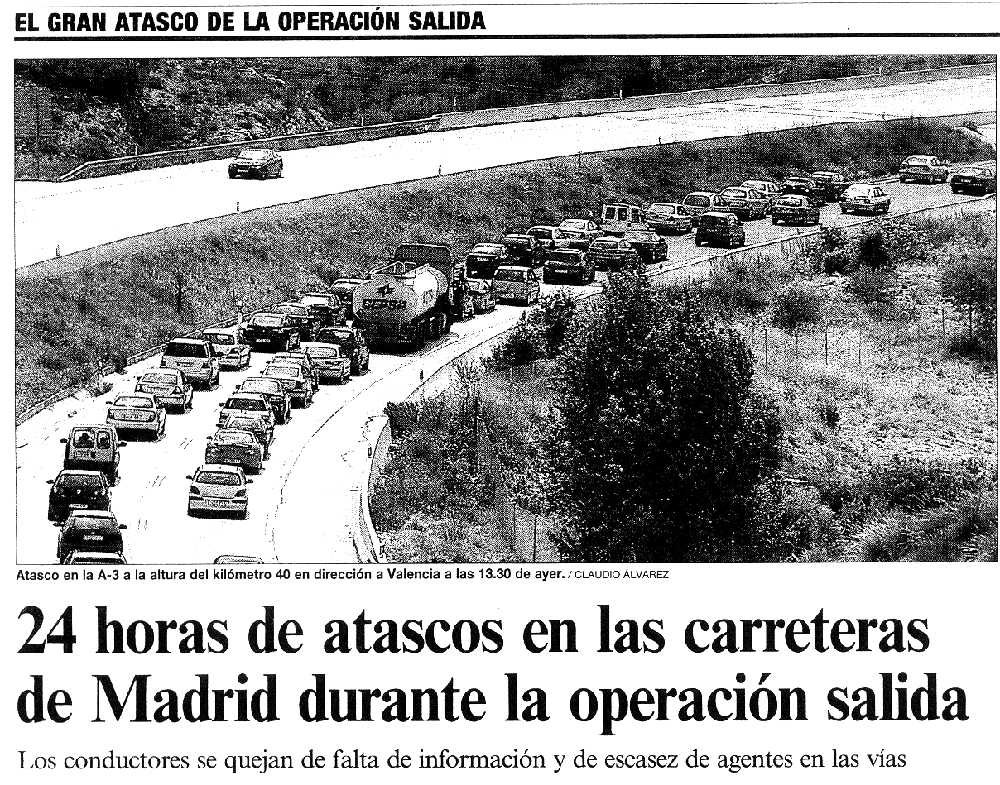 EL GRAN ATASCO DE LA OPERACIÓN SALIDA
CEPSA
Atasco en la A-3 a la altura del kilómetro 40 en dirección a Valencia a las 13.30 de ayer. / CLAUDIO ÁLVAREZ
24 horas de atascos en las carreteras
de Madrid durante la operación salida
Los conductores se quejan de falta de información y de escasez de agentes en las vías